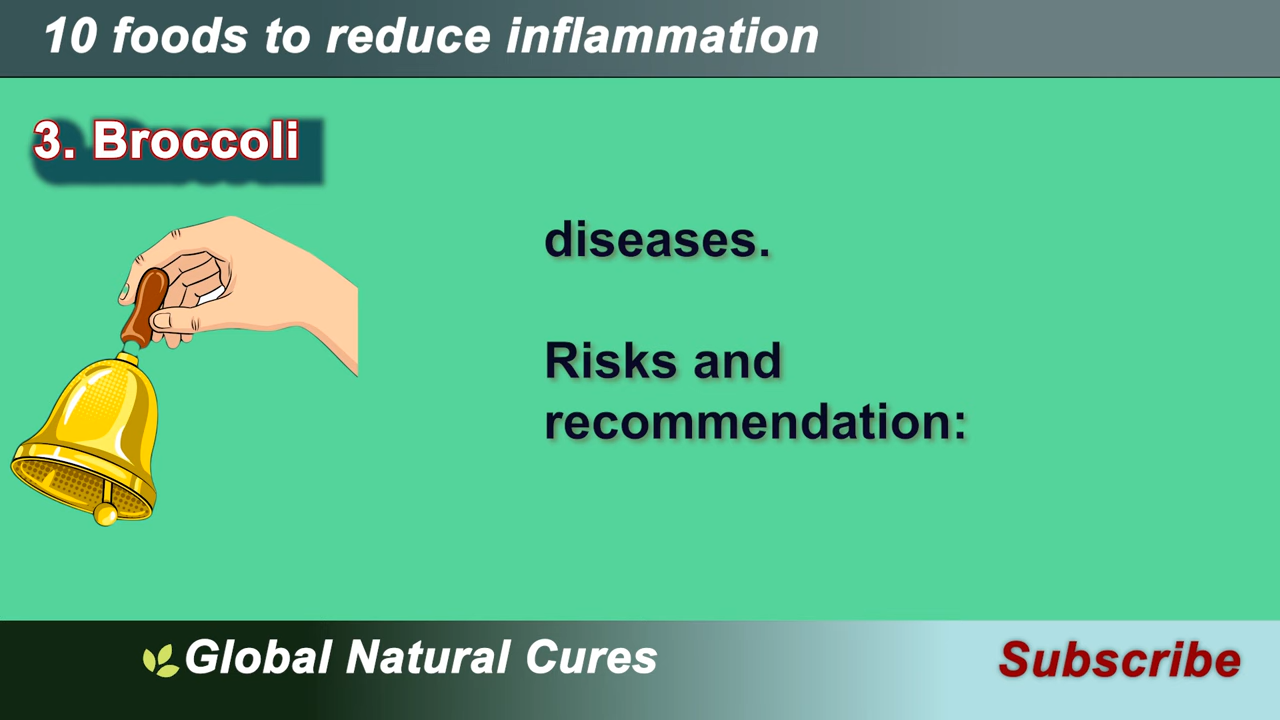 10 foods to reduce inflammation
3. Broccoli
diseases.
Risks and
recommendation:
Global Natural Cures
Subscribe